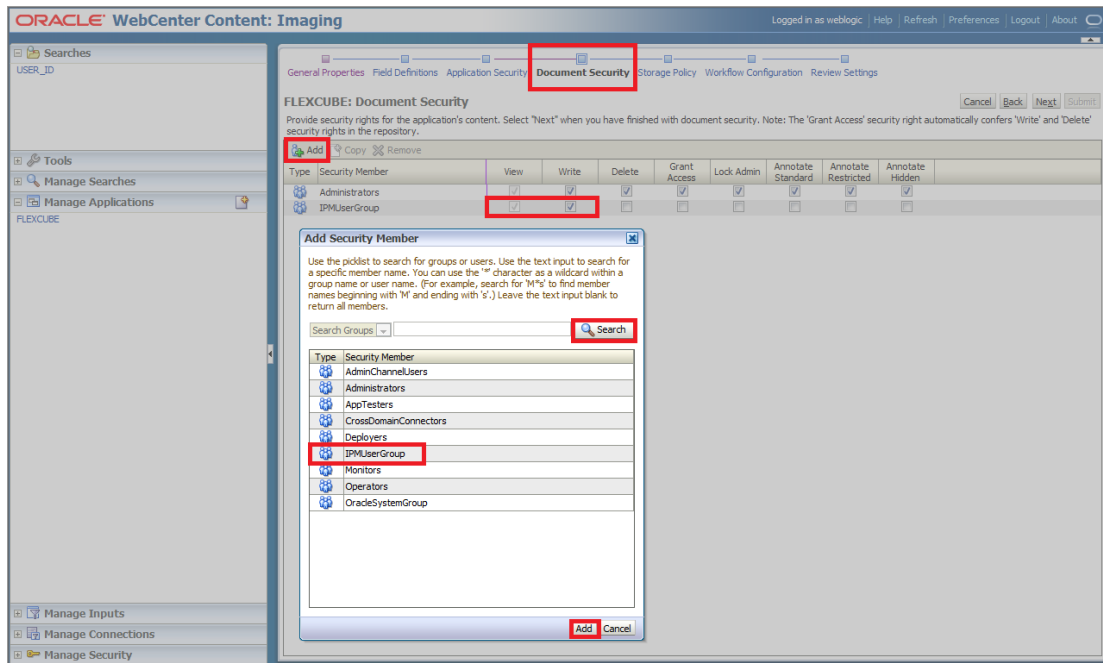 ORACLE WebCenter Content: Imaging
Logged in as weblogic Help Refresh Preferences Logout About
Searches
USER_ID
Tools
Manage Searches
Manage Applications
FLEXCUBE
Manage Inputs
Manage Connections
Manage Security
General Properties Field Definitions Application Security Document Security Storage Policy Workflow Configuration Review Settings
FLEXCUBE: Document Security
Cancel Back Next Submit
Provide security rights for the application's content. Select "Next" when you have finished with document security. Note: The 'Grant Access' security right automatically confers 'Write' and 'Delete'
security rights in the repository.
Add Copy Remove
Type Security Member View Write Delete Grant Access Lock Admin Annotate Standard Annotate Restricted Annotate Hidden
Administrators
IPMUserGroup
Add Security Member
Use the picklist to search for groups or users. Use the text input to search for
a specific member name. You can use the '*' character as a wildcard within a
group name or user name. (For example, search for 'M*s' to find member
names beginning with 'M' and ending with 's'.) Leave the text input blank to
return all members.
Search Groups Search
Type Security Member
AdminChannelUsers
Administrators
AppTesters
CrossDomainConnectors
Deployers
IPMUserGroup
Monitors
Operators
OracleSystemGroup
Add Cancel